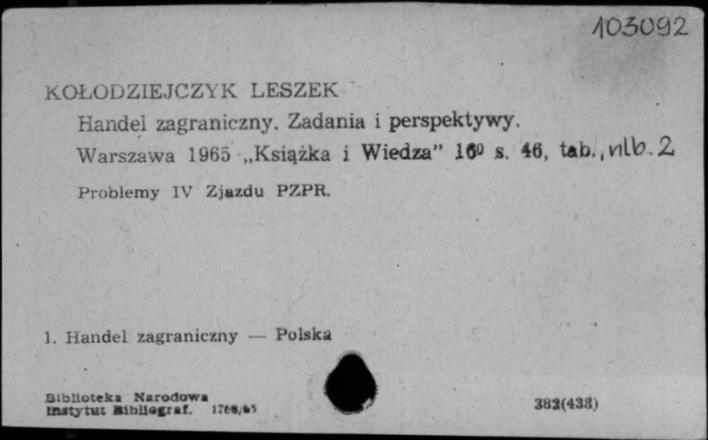 103092
KOŁODZIEJCZYK LESZEK
Handel zagraniczny. Zadania i perspektywy.
Warszawa 1965 „Książka i Wiedza” 16⁰ s. 46, tab., nlb. 2
Problemy IV Zjazdu PZPR.
1. Handel zagraniczny — Polska
Biblioteka Narodowa
Instytut Bibliograf.
382(438)